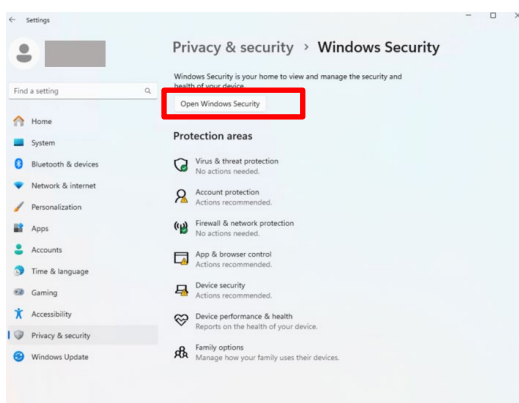 Settings
Privacy & security > Windows Security
Windows Security is your home to view and manage the security and
health of your device.
Open Windows Security
Find a setting
Home
System
Bluetooth & devices
Network & internet
Personalization
Apps
Accounts
Time & language
Gaming
Accessibility
Privacy & security
Windows Update
Protection areas
Virus & threat protection
No actions needed.
Account protection
Actions recommended.
Firewall & network protection
No actions needed.
App & browser control
Actions recommended.
Device security
Actions recommended.
Device performance & health
Reports on the health of your device.
Family options
Manage how your family uses their devices.